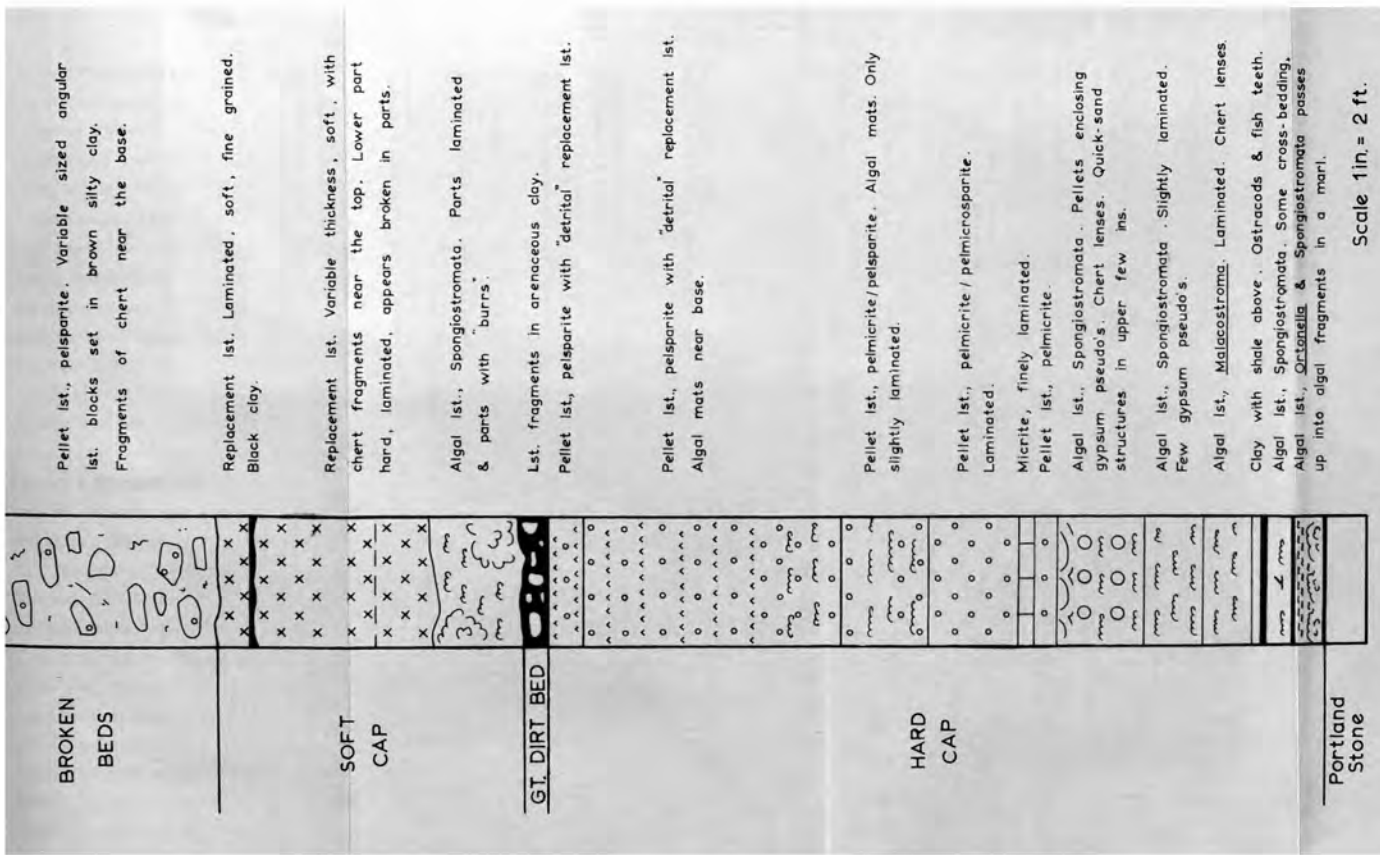 BROKEN
BEDS
Pellet lst., pelsparite. Variable sized angular
lst. blocks set in brown silty clay.
Fragments of chert near the base.
SOFT
CAP
Replacement lst. Laminated, soft, fine grained.
Black clay.
Replacement lst. Variable thickness, soft, with
chert fragments near the top. Lower part
hard, laminated, appears broken in parts.
Algal lst., Spongiostromata. Parts laminated
& parts with "burrs".
GT. DIRT BED
Lst. fragments in arenaceous clay.
HARD
CAP
Pellet lst., pelsparite with "detrital" replacement lst.
Pellet lst., pelsparite with "detrital" replacement lst.
Algal mats near base.
Pellet lst., pelmicrite/pelsparite. Algal mats. Only
slightly laminated.
Pellet lst., pelmicrite / pelmicrosparite.
Laminated.
Micrite, finely laminated.
Pellet lst., pelmicrite.
Algal lst., Spongiostromata. Pellets enclosing
gypsum pseudo's. Chert lenses. Quick-sand
structures in upper few ins.
Algal lst., Spongiostromata. Slightly laminated.
Few gypsum pseudo's.
Algal lst., Malacostroma. Laminated. Chert lenses.
Clay with shale above. Ostracods & fish teeth.
Algal lst., Spongiostromata. Some cross-bedding.
Algal lst., Ortonella & Spongiostromata passes
up into algal fragments in a marl.
Portland
Stone
Scale 1in. = 2 ft.